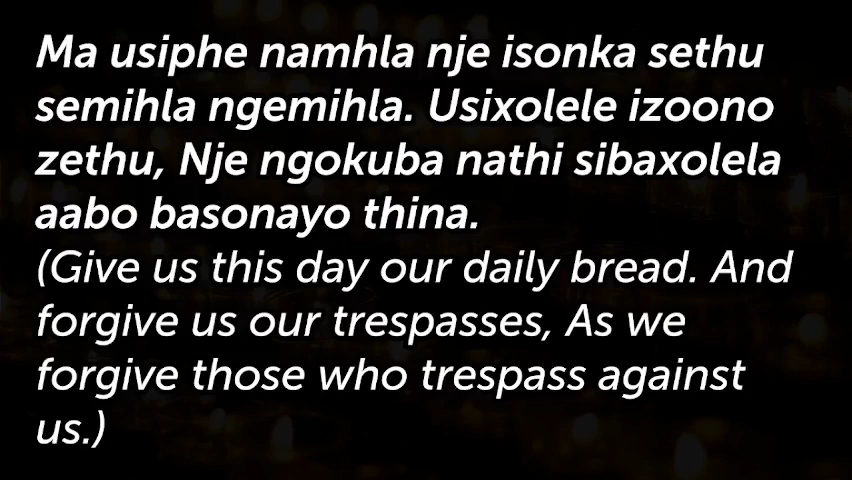 Ma usiphe namhla nje isonka sethu
semihla ngemihla. Usixolele izoono
zethu, Nje ngokuba nathi sibaxolela
aabo basonayo thina.
(Give us this day our daily bread. And
forgive us our trespasses, As we
forgive those who trespass against
us.)